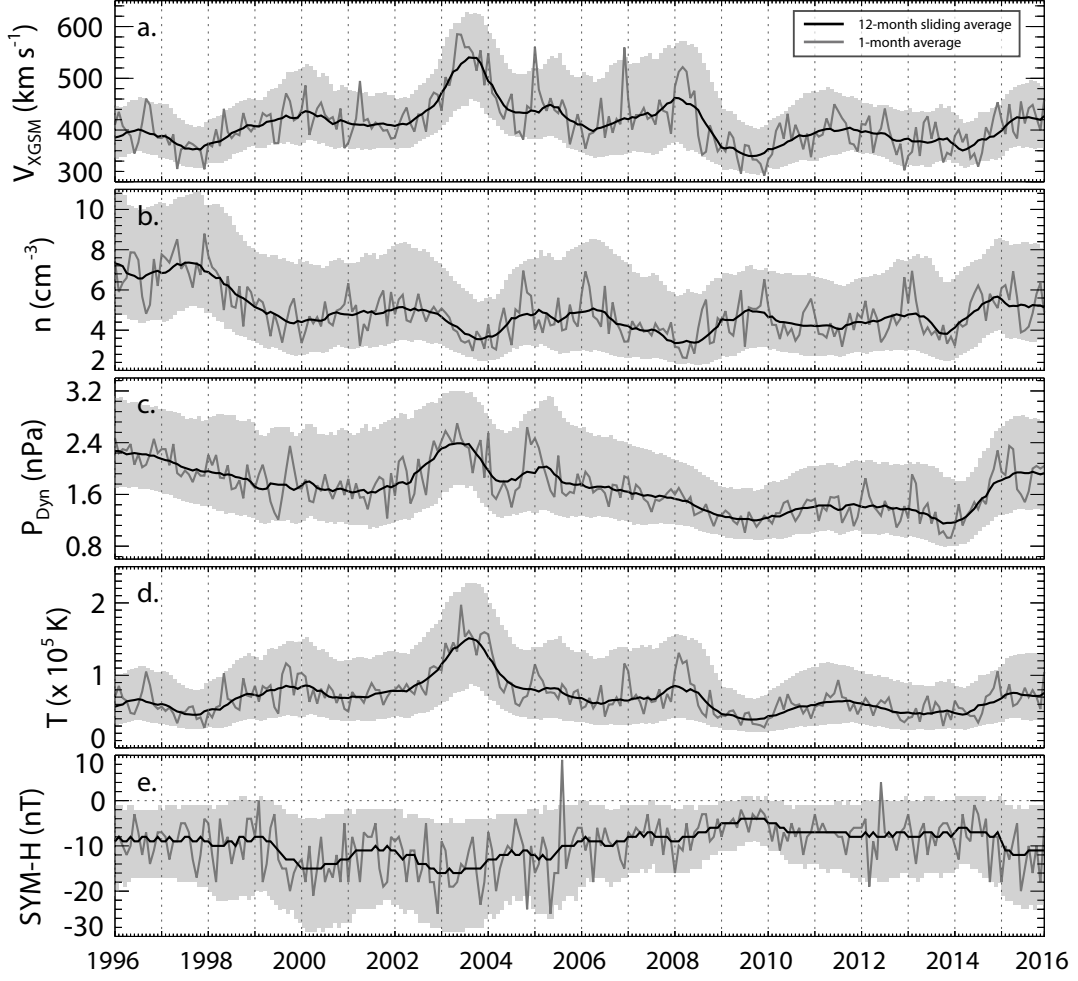 a.
12-month sliding average
1-month average
600
500
400
300
V_XGSM (km s⁻¹)
b.
10
8
6
4
2
n (cm⁻³)
c.
3.2
2.4
1.6
0.8
P_Dyn (nPa)
d.
2
1
0
T (x 10⁵ K)
e.
10
0
-10
-20
-30
SYM-H (nT)
1996 1998 2000 2002 2004 2006 2008 2010 2012 2014 2016